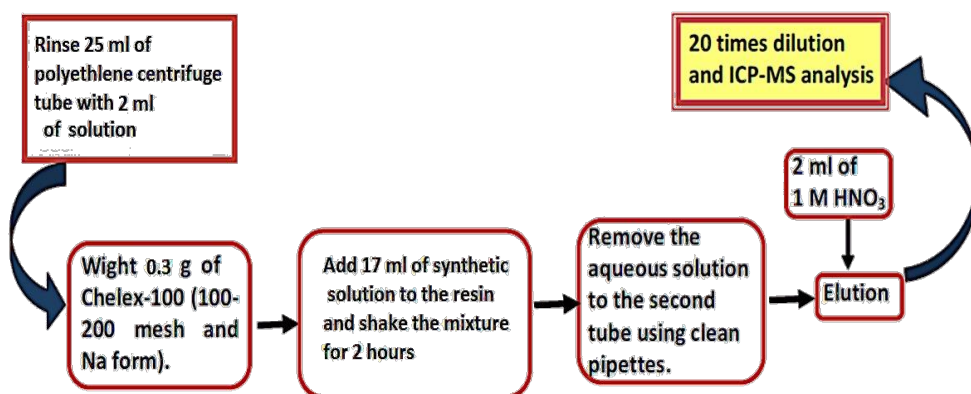 Rinse 25 ml of
polyethlene centrifuge
tube with 2 ml
of solution
Wight 0.3 g of
Chelex-100 (100-
200 mesh and
Na form).
Add 17 ml of synthetic
solution to the resin
and shake the mixture
for 2 hours
Remove the
aqueous solution
to the second
tube using clean
pipettes.
2 ml of
1 M HNO₃
Elution
20 times dilution
and ICP-MS analysis